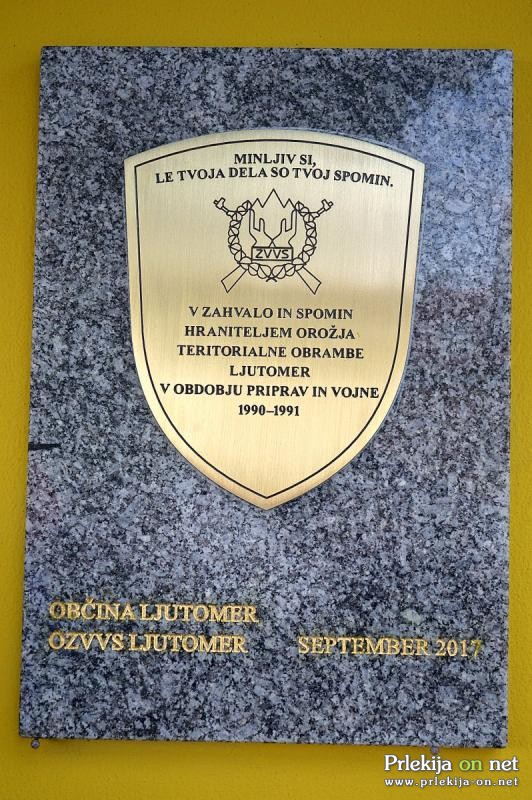 MINLJIV SI,
LE TVOJA DELA SO TVOJ SPOMIN.
ZVVS
V ZAHVALO IN SPOMIN
HRANITELJEM OROŽJA
TERITORIALNE OBRAMBE
LJUTOMER
V OBDOBJU PRIPRAV IN VOJNE
1990–1991
OBČINA LJUTOMER
OZVVS LJUTOMER SEPTEMBER 2017
Prlekija on net
www.prlekija-on.net